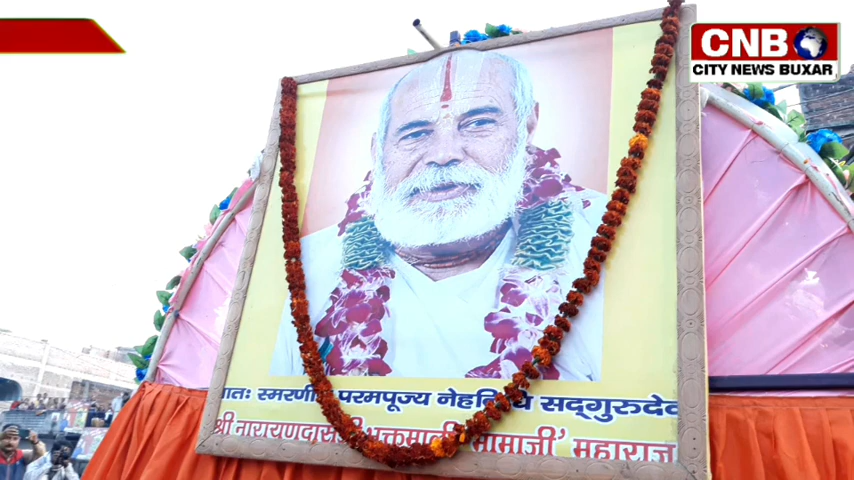 CNB
CITY NEWS BUXAR
स्मरणीय परमपूज्य नेहनिधि सद्‌गुरुदेव
श्री नारायणदास भक्तमाली मामाजी' महाराज